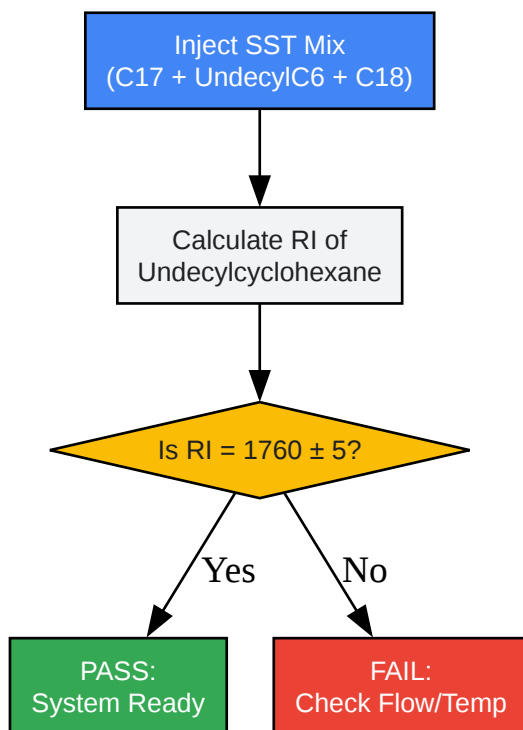 Inject SST Mix
(C17 + UndecylC6 + C18)
Calculate RI of
Undecylcyclohexane
Is RI = 1760 ± 5?
Yes
No
PASS:
System Ready
FAIL:
Check Flow/Temp